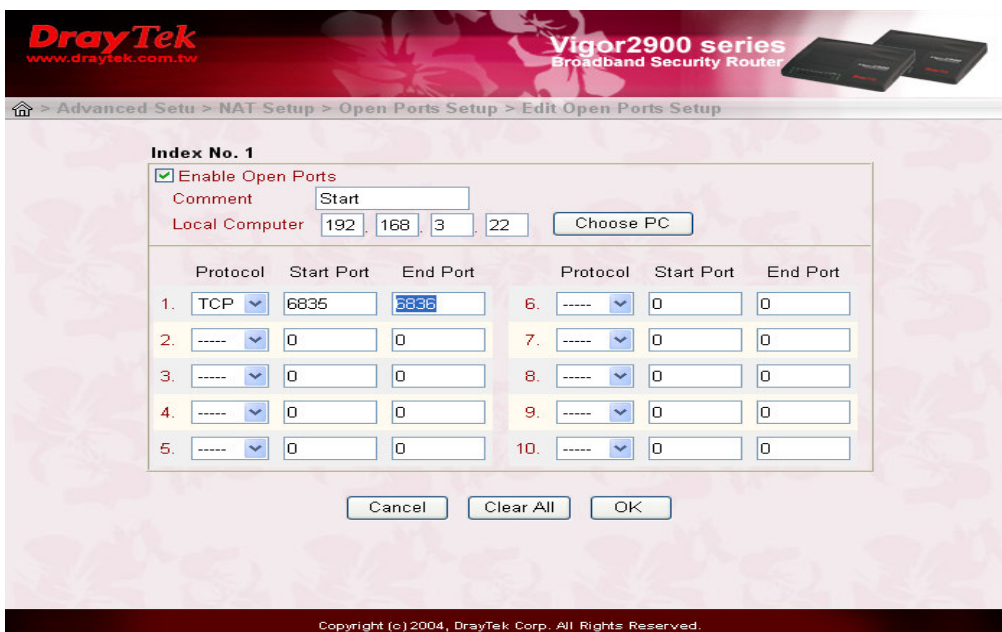 DrayTek
www.draytek.com.tw
Vigor2900 series
Broadband Security Router
> Advanced Setu > NAT Setup > Open Ports Setup > Edit Open Ports Setup
Index No. 1
Enable Open Ports
Comment Start
Local Computer 192 . 168 . 3 . 22 Choose PC
Protocol Start Port End Port Protocol Start Port End Port
1. TCP 6835 6836 6. ----- 0 0
2. ----- 0 0 7. ----- 0 0
3. ----- 0 0 8. ----- 0 0
4. ----- 0 0 9. ----- 0 0
5. ----- 0 0 10. ----- 0 0
Cancel Clear All OK
Copyright (c) 2004, DrayTek Corp. All Rights Reserved.